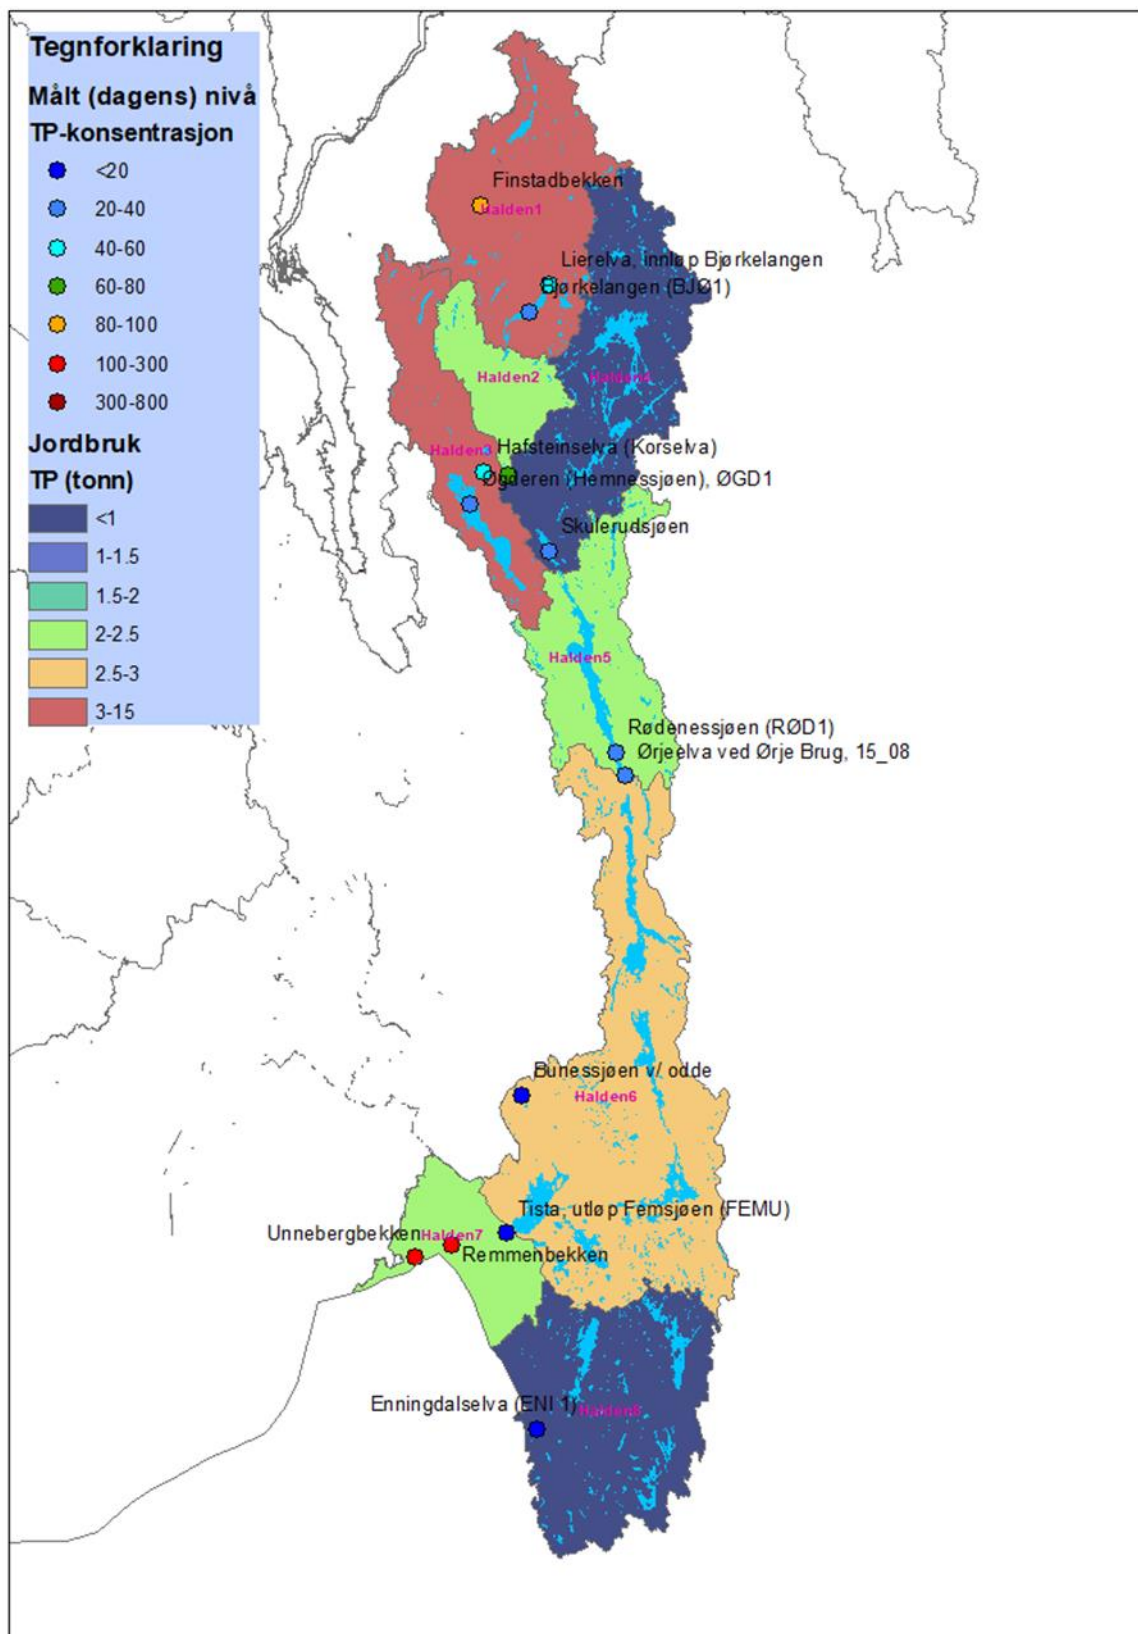 Tegnforklaring
Målt (dagens) nivå
TP-konsentrasjon
<20
20-40
40-60
60-80
80-100
100-300
300-800
Jordbruk
TP (tonn)
<1
1-1.5
1.5-2
2-2.5
2.5-3
3-15
Finstadbekken
Halden1
Lierelva, innløp Bjørkelangen
Bjørkelangen (BJØ1)
Halden2
Halden4
Halden3
Hafsteinselva (Korselva)
Øgderen (Hemnessjøen), ØGD1
Skulerudsjøen
Halden5
Rødenessjøen (RØD1)
Ørjeelva ved Ørje Brug, 15_08
Bunessjøen v/ odde
Halden6
Tista, utløp Femsjøen (FEMU)
Unnebergbekken
Halden7
Remmenbekken
Enningdalselva (ENI 1)
Halden8